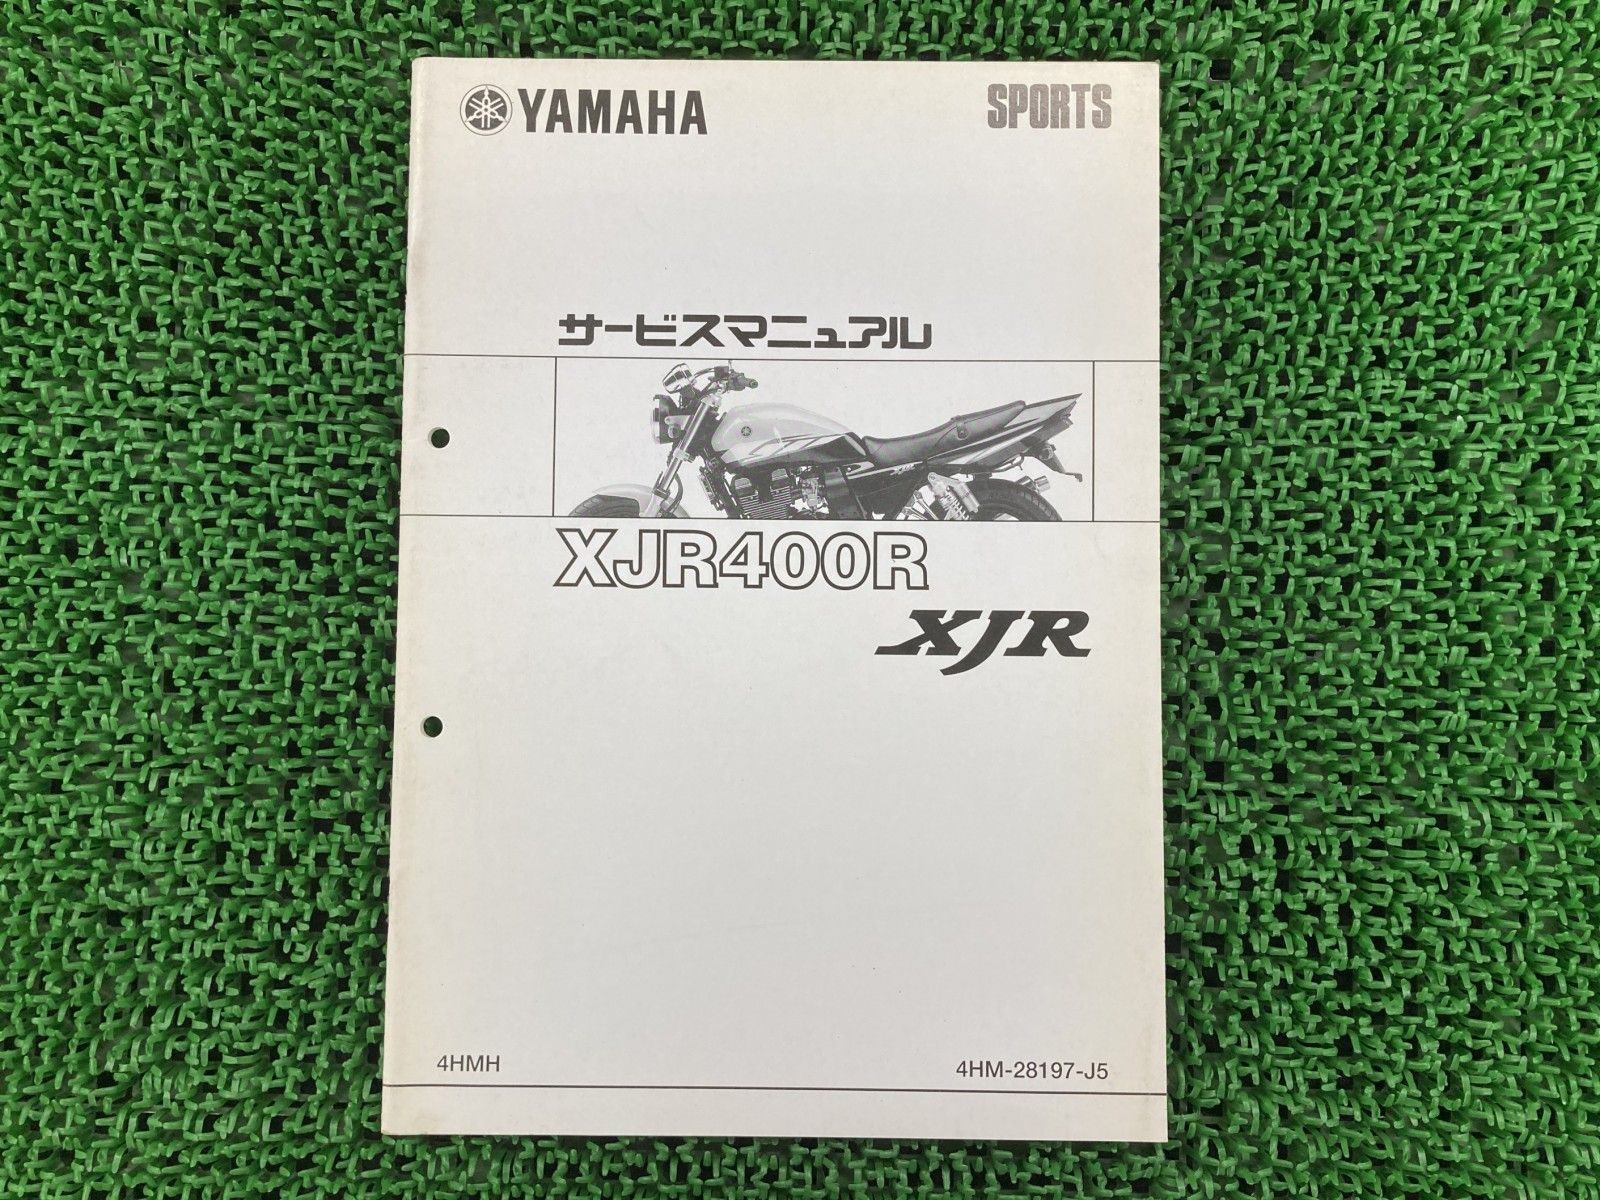 YAMAHA SPORTS
サービスマニュアル
XJR400R
XJR
4HMH 4HM-28197-J5